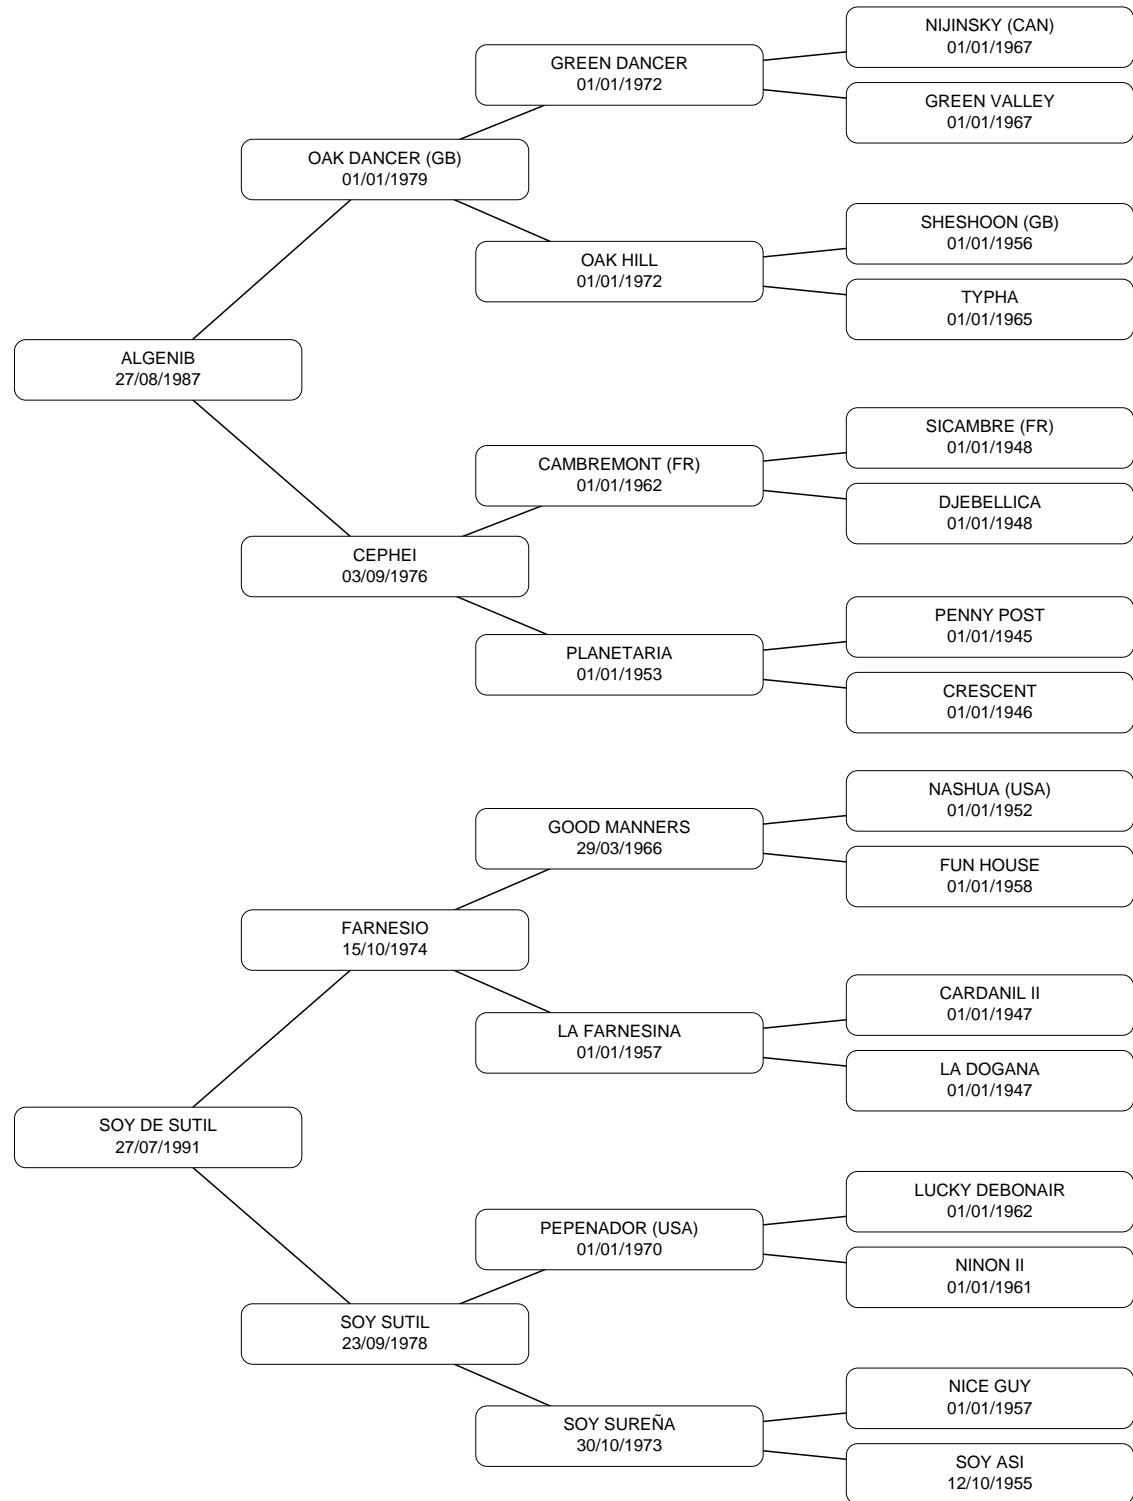 NIJINSKY (CAN)
01/01/1967
GREEN DANCER
01/01/1972
GREEN VALLEY
01/01/1967
OAK DANCER (GB)
01/01/1979
SHESHOON (GB)
01/01/1956
OAK HILL
01/01/1972
TYPHA
01/01/1965
ALGENIB
27/08/1987
SICAMBRE (FR)
01/01/1948
CAMBREMONT (FR)
01/01/1962
DJEBELLICA
01/01/1948
CEPHEI
03/09/1976
PENNY POST
01/01/1945
PLANETARIA
01/01/1953
CRESCENT
01/01/1946
NASHUA (USA)
01/01/1952
GOOD MANNERS
29/03/1966
FUN HOUSE
01/01/1958
FARNESIO
15/10/1974
CARDANIL II
01/01/1947
LA FARNESINA
01/01/1957
LA DOGANA
01/01/1947
SOY DE SUTIL
27/07/1991
LUCKY DEBONAIR
01/01/1962
PEPENADOR (USA)
01/01/1970
NINON II
01/01/1961
SOY SUTIL
23/09/1978
NICE GUY
01/01/1957
SOY SUREÑA
30/10/1973
SOY ASI
12/10/1955